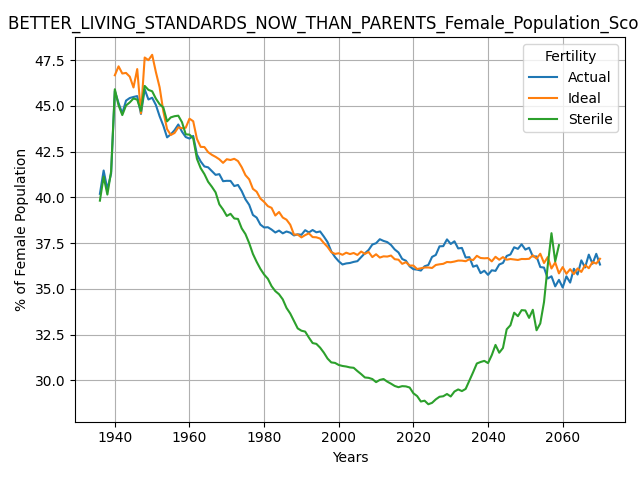 BETTER_LIVING_STANDARDS_NOW_THAN_PARENTS_Female_Population_Sco
47.5
45.0
42.5
40.0
37.5
35.0
32.5
30.0
% of Female Population
Fertility
Actual
Ideal
Sterile
1940
1960
1980
2000
2020
2040
2060
Years